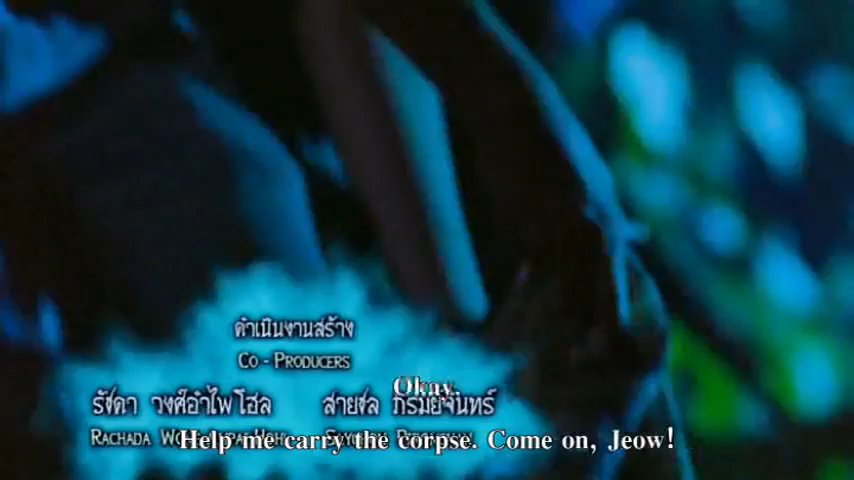 ดำเนินงานสร้าง
CO - PRODUCERS
Okay.
รัชดา วงศ์อำไพ โฮล สายชล ภิรมย์จันทร์
RACHADA
Help me carry the corpse. Come on, Jeow!